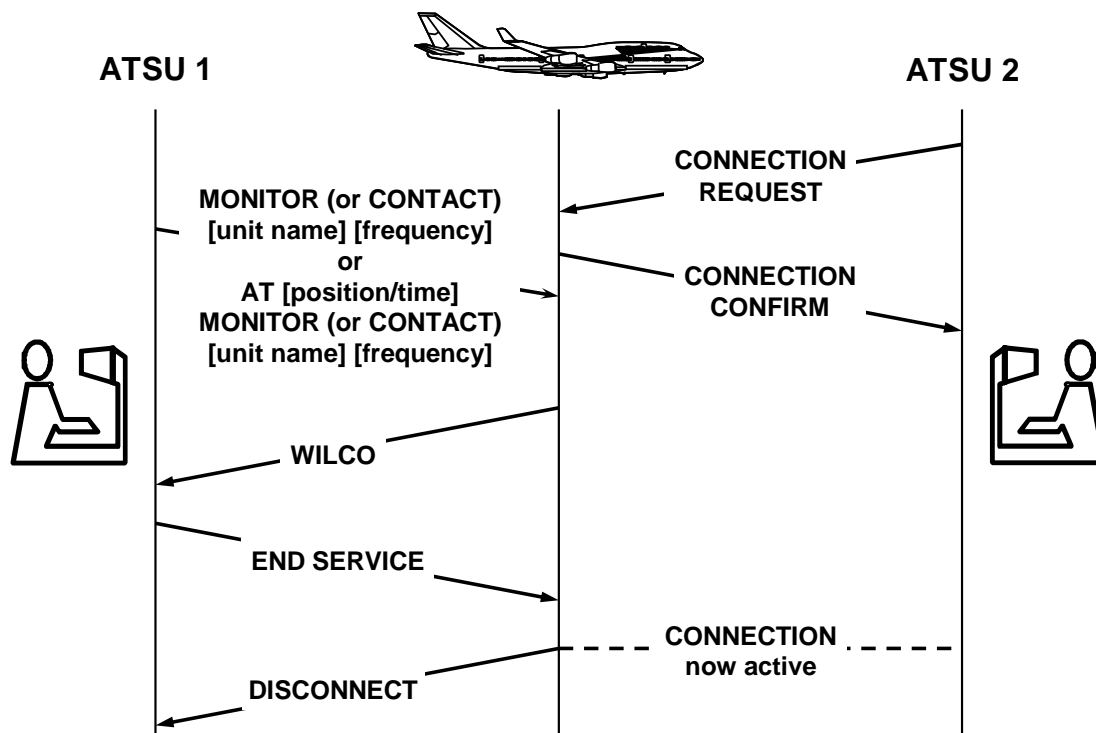 ATSU 1
ATSU 2
CONNECTION
REQUEST
MONITOR (or CONTACT)
[unit name] [frequency]
or
AT [position/time]
MONITOR (or CONTACT)
[unit name] [frequency]
CONNECTION
CONFIRM
WILCO
END SERVICE
CONNECTION
now active
DISCONNECT